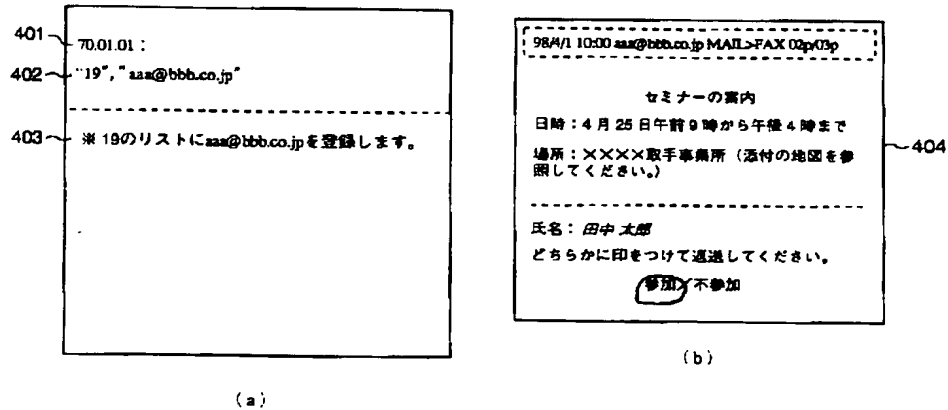 401
70.01.01 :
402
"19", "aaa@bbb.co.jp"
403
※ 19のリストにaaa@bbb.co.jpを登録します。
(a)
98/4/1 10:00 aaa@bbb.co.jp MAIL>FAX 02p/03p
セミナーの案内
日時：4月25日午前9時から午後4時まで
場所：××××取手事業所（添付の地図を参
照してください。）
404
氏名：田中 太郎
どちらかに印をつけて返送してください。
参加／不参加
(b)